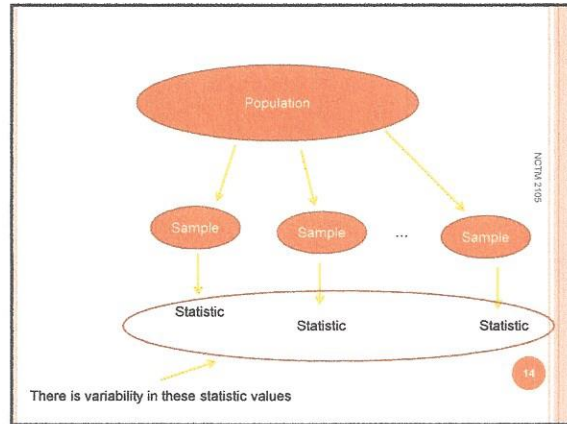 Population
NCTM 2105
Sample
Sample
...
Sample
Statistic
Statistic
Statistic
14
There is variability in these statistic values